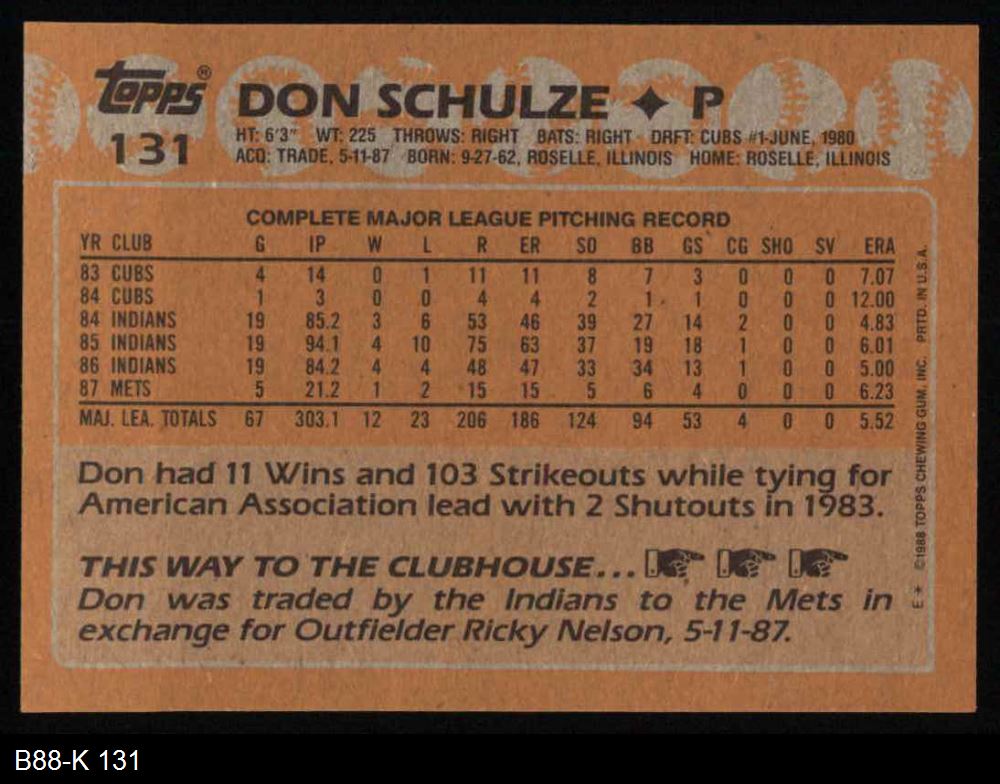 TOPPS®
131
DON SCHULZE ✦ P
HT: 6'3" WT: 225 THROWS: RIGHT BATS: RIGHT DRFT: CUBS #1-JUNE, 1980
ACQ: TRADE, 5-11-87 BORN: 9-27-62, ROSELLE, ILLINOIS HOME: ROSELLE, ILLINOIS
COMPLETE MAJOR LEAGUE PITCHING RECORD
YR CLUB G IP W L R ER SO BB GS CG SHO SV ERA
83 CUBS 4 14 0 1 11 11 8 7 3 0 0 0 7.07
84 CUBS 1 3 0 0 4 4 2 1 1 0 0 0 12.00
84 INDIANS 19 85.2 3 6 53 46 39 27 14 2 0 0 4.83
85 INDIANS 19 94.1 4 10 75 63 37 19 18 1 0 0 6.01
86 INDIANS 19 84.2 4 4 48 47 33 34 13 1 0 0 5.00
87 METS 5 21.2 1 2 15 15 5 6 4 0 0 0 6.23
MAJ. LEA. TOTALS 67 303.1 12 23 206 186 124 94 53 4 0 0 5.52
Don had 11 Wins and 103 Strikeouts while tying for
American Association lead with 2 Shutouts in 1983.
THIS WAY TO THE CLUBHOUSE...
Don was traded by the Indians to the Mets in
exchange for Outfielder Ricky Nelson, 5-11-87.
E* ©1988 TOPPS CHEWING GUM, INC. PRTD. IN U.S.A.
B88-K 131